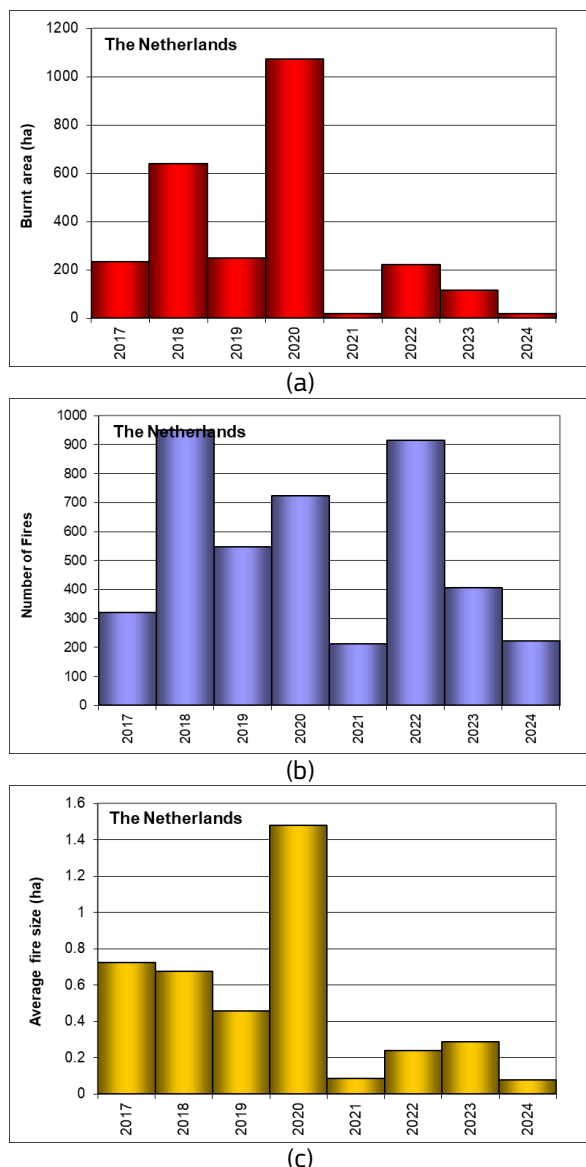 The Netherlands
Burnt area (ha)
1200
1000
800
600
400
200
0
2017 2018 2019 2020 2021 2022 2023 2024
(a)
The Netherlands
Number of Fires
1000
900
800
700
600
500
400
300
200
100
0
2017 2018 2019 2020 2021 2022 2023 2024
(b)
The Netherlands
Average fire size (ha)
1.6
1.4
1.2
1
0.8
0.6
0.4
0.2
0
2017 2018 2019 2020 2021 2022 2023 2024
(c)